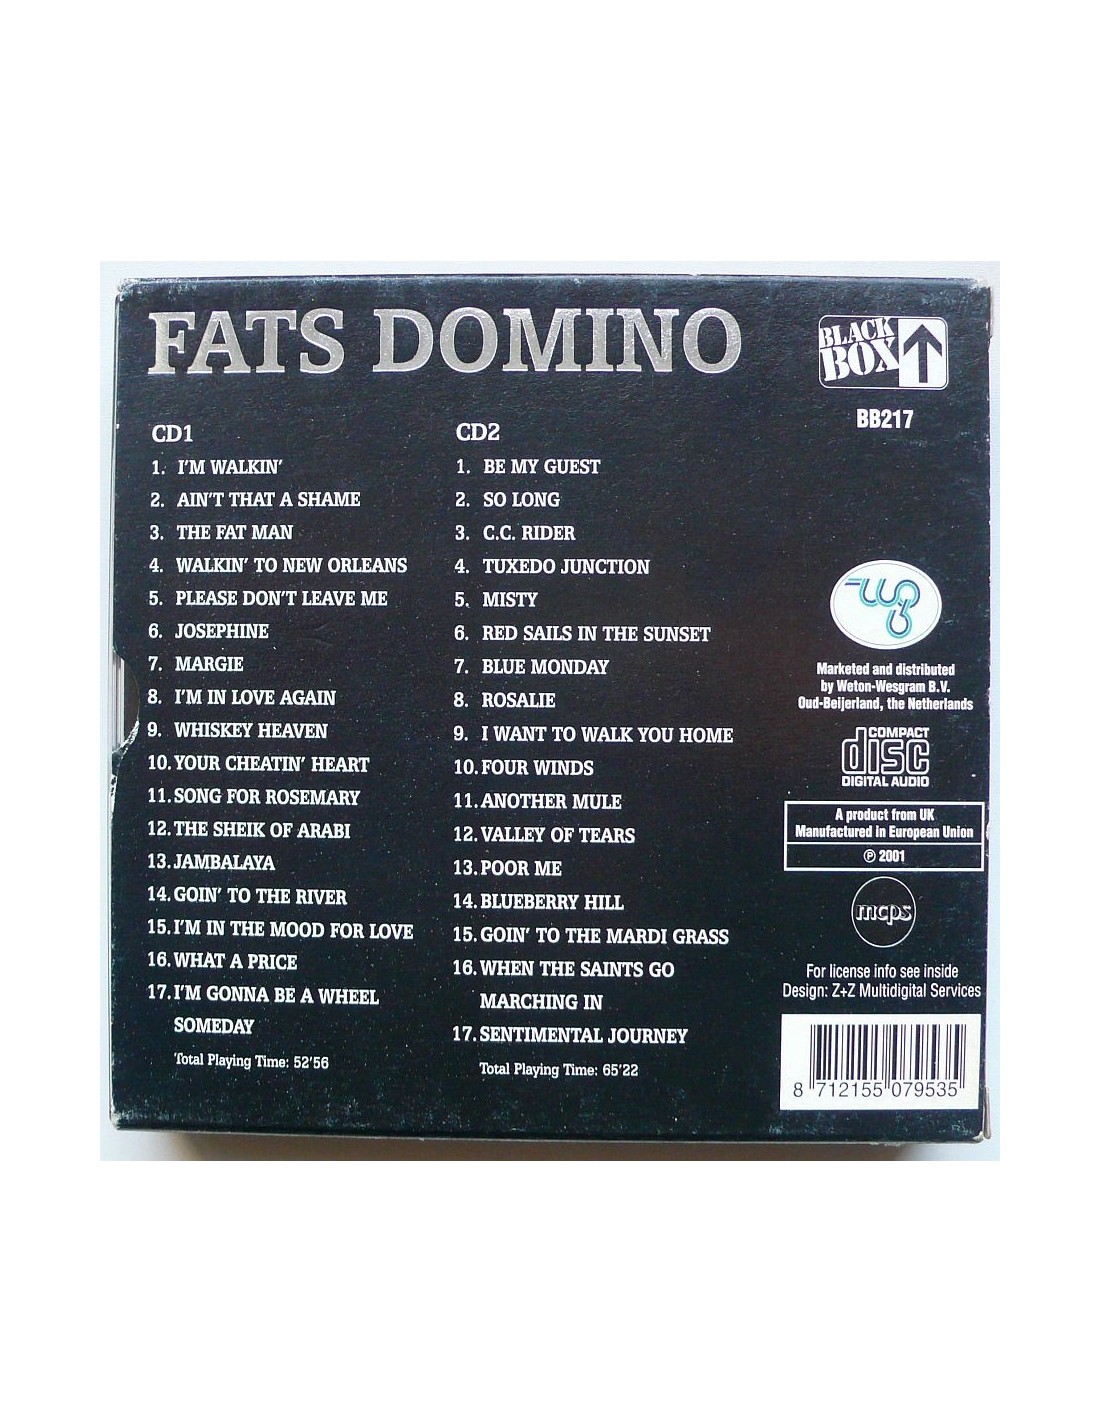 FATS DOMINO
BLACK
BOX
BB217
CD1
1. I'M WALKIN'
2. AIN'T THAT A SHAME
3. THE FAT MAN
4. WALKIN' TO NEW ORLEANS
5. PLEASE DON'T LEAVE ME
6. JOSEPHINE
7. MARGIE
8. I'M IN LOVE AGAIN
9. WHISKEY HEAVEN
10. YOUR CHEATIN' HEART
11. SONG FOR ROSEMARY
12. THE SHEIK OF ARABI
13. JAMBALAYA
14. GOIN' TO THE RIVER
15. I'M IN THE MOOD FOR LOVE
16. WHAT A PRICE
17. I'M GONNA BE A WHEEL
SOMEDAY
Total Playing Time: 52'56
CD2
1. BE MY GUEST
2. SO LONG
3. C.C. RIDER
4. TUXEDO JUNCTION
5. MISTY
6. RED SAILS IN THE SUNSET
7. BLUE MONDAY
8. ROSALIE
9. I WANT TO WALK YOU HOME
10. FOUR WINDS
11. ANOTHER MULE
12. VALLEY OF TEARS
13. POOR ME
14. BLUEBERRY HILL
15. GOIN' TO THE MARDI GRASS
16. WHEN THE SAINTS GO
MARCHING IN
17. SENTIMENTAL JOURNEY
Total Playing Time: 65'22
Marketed and distributed
by Weton-Wesgram B.V.
Oud-Beijerland, the Netherlands
COMPACT
disc
DIGITAL AUDIO
A product from UK
Manufactured in European Union
℗ 2001
mcps
For license info see inside
Design: Z+Z Multidigital Services
8 712155 079535